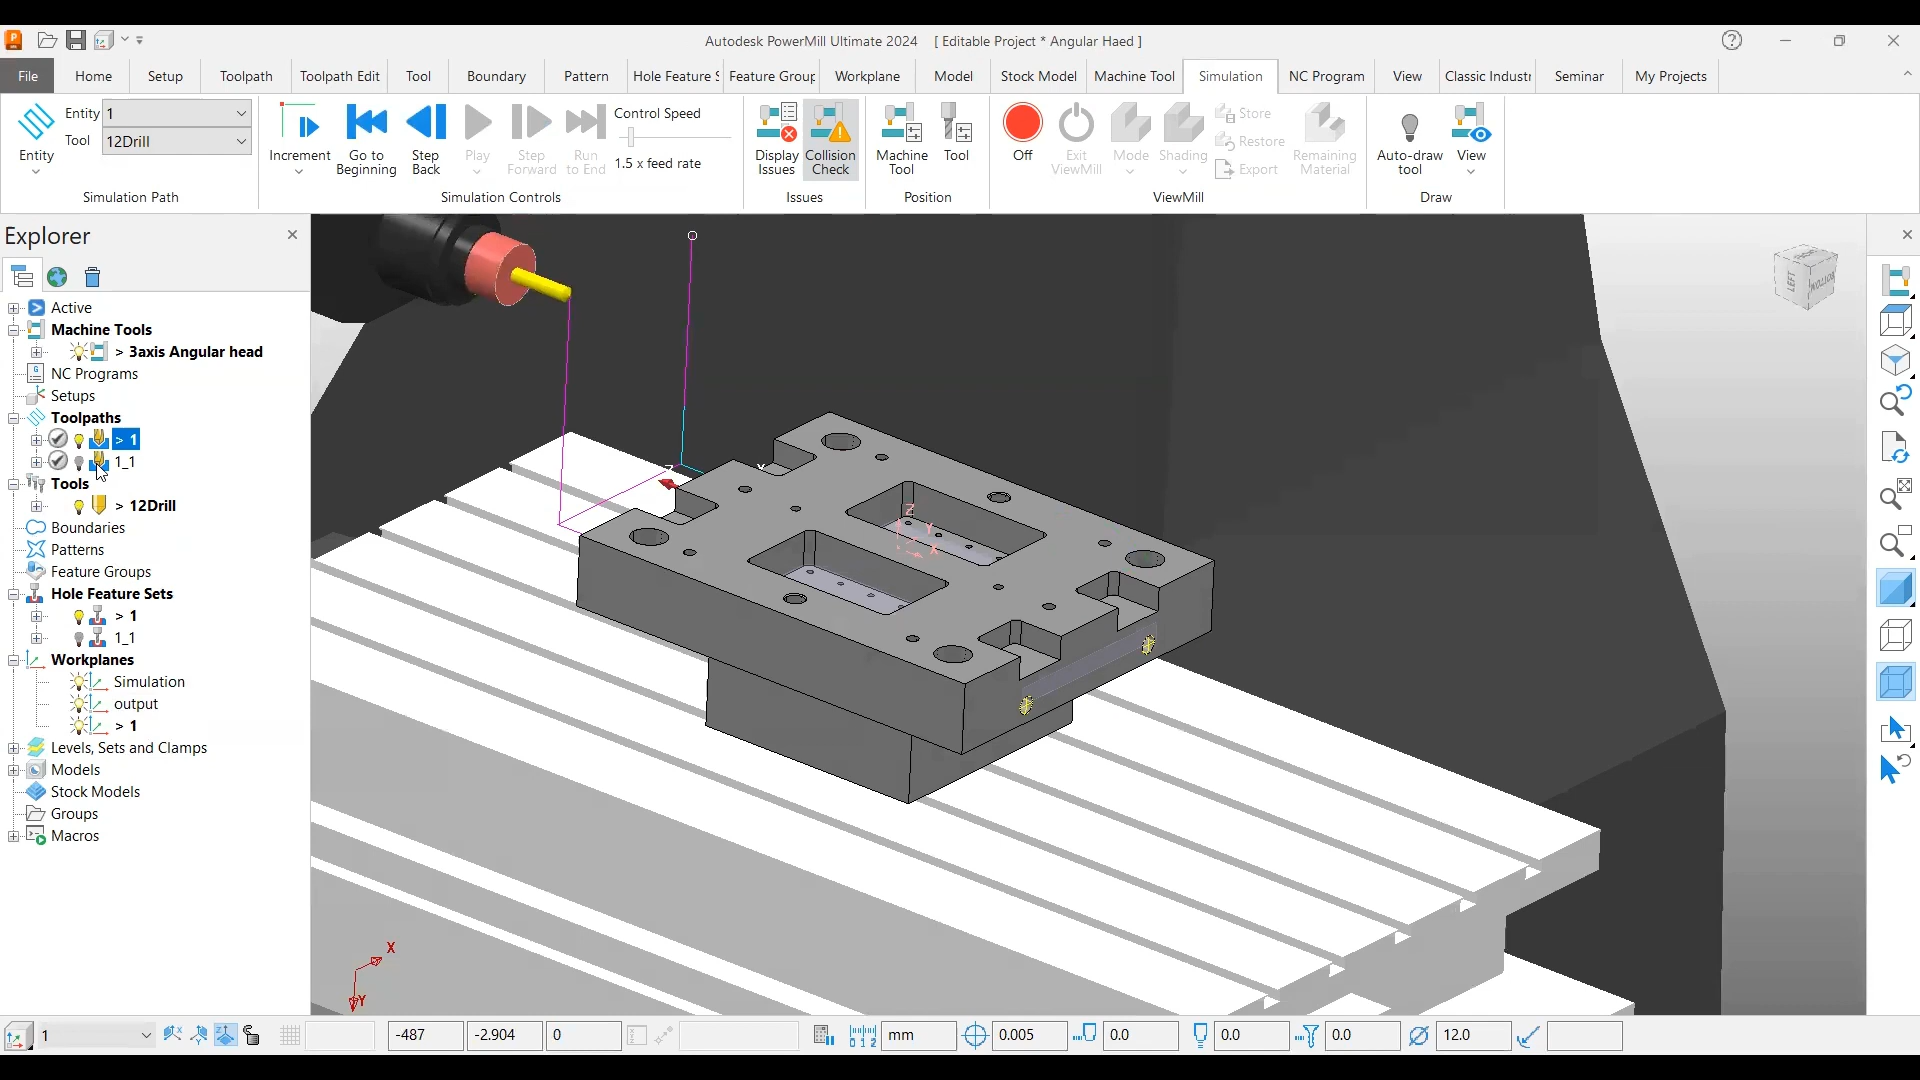 Autodesk PowerMill Ultimate 2024 [ Editable Project * Angular Haed ]
File Home Setup Toolpath Toolpath Edit Tool Boundary Pattern Hole Feature S Feature Group Workplane Model Stock Model Machine Tool Simulation NC Program View Classic Industr Seminar My Projects
Entity
Entity 1
Tool 12Drill
Simulation Path
Increment
Go to Beginning
Step Back
Play
Step Forward
Run to End
Control Speed
1.5 x feed rate
Simulation Controls
Display Issues
Collision Check
Issues
Machine Tool
Tool
Position
Off
Exit ViewMill
Mode
Shading
Store
Restore
Export
Remaining Material
ViewMill
Auto-draw tool
View
Draw
Explorer
Active
Machine Tools
> 3axis Angular head
NC Programs
Setups
Toolpaths
> 1
1_1
Tools
> 12Drill
Boundaries
Patterns
Feature Groups
Hole Feature Sets
> 1
1_1
Workplanes
Simulation
output
> 1
Levels, Sets and Clamps
Models
Stock Models
Groups
Macros
Z
Y
X
LEFT
BOTTOM
X
Y
1 -487 -2.904 0 mm 0.005 0.0 0.0 0.0 12.0